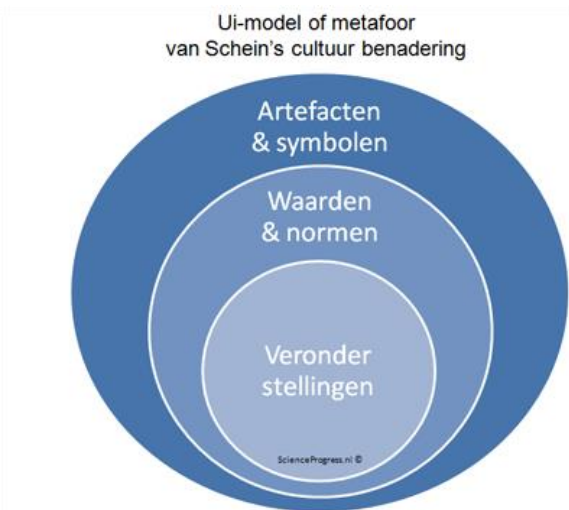 Ui-model of metafoor
van Schein's cultuur benadering
Artefacten
& symbolen
Waarden
& normen
Veronder
stellingen
ScienceProgress.nl ©